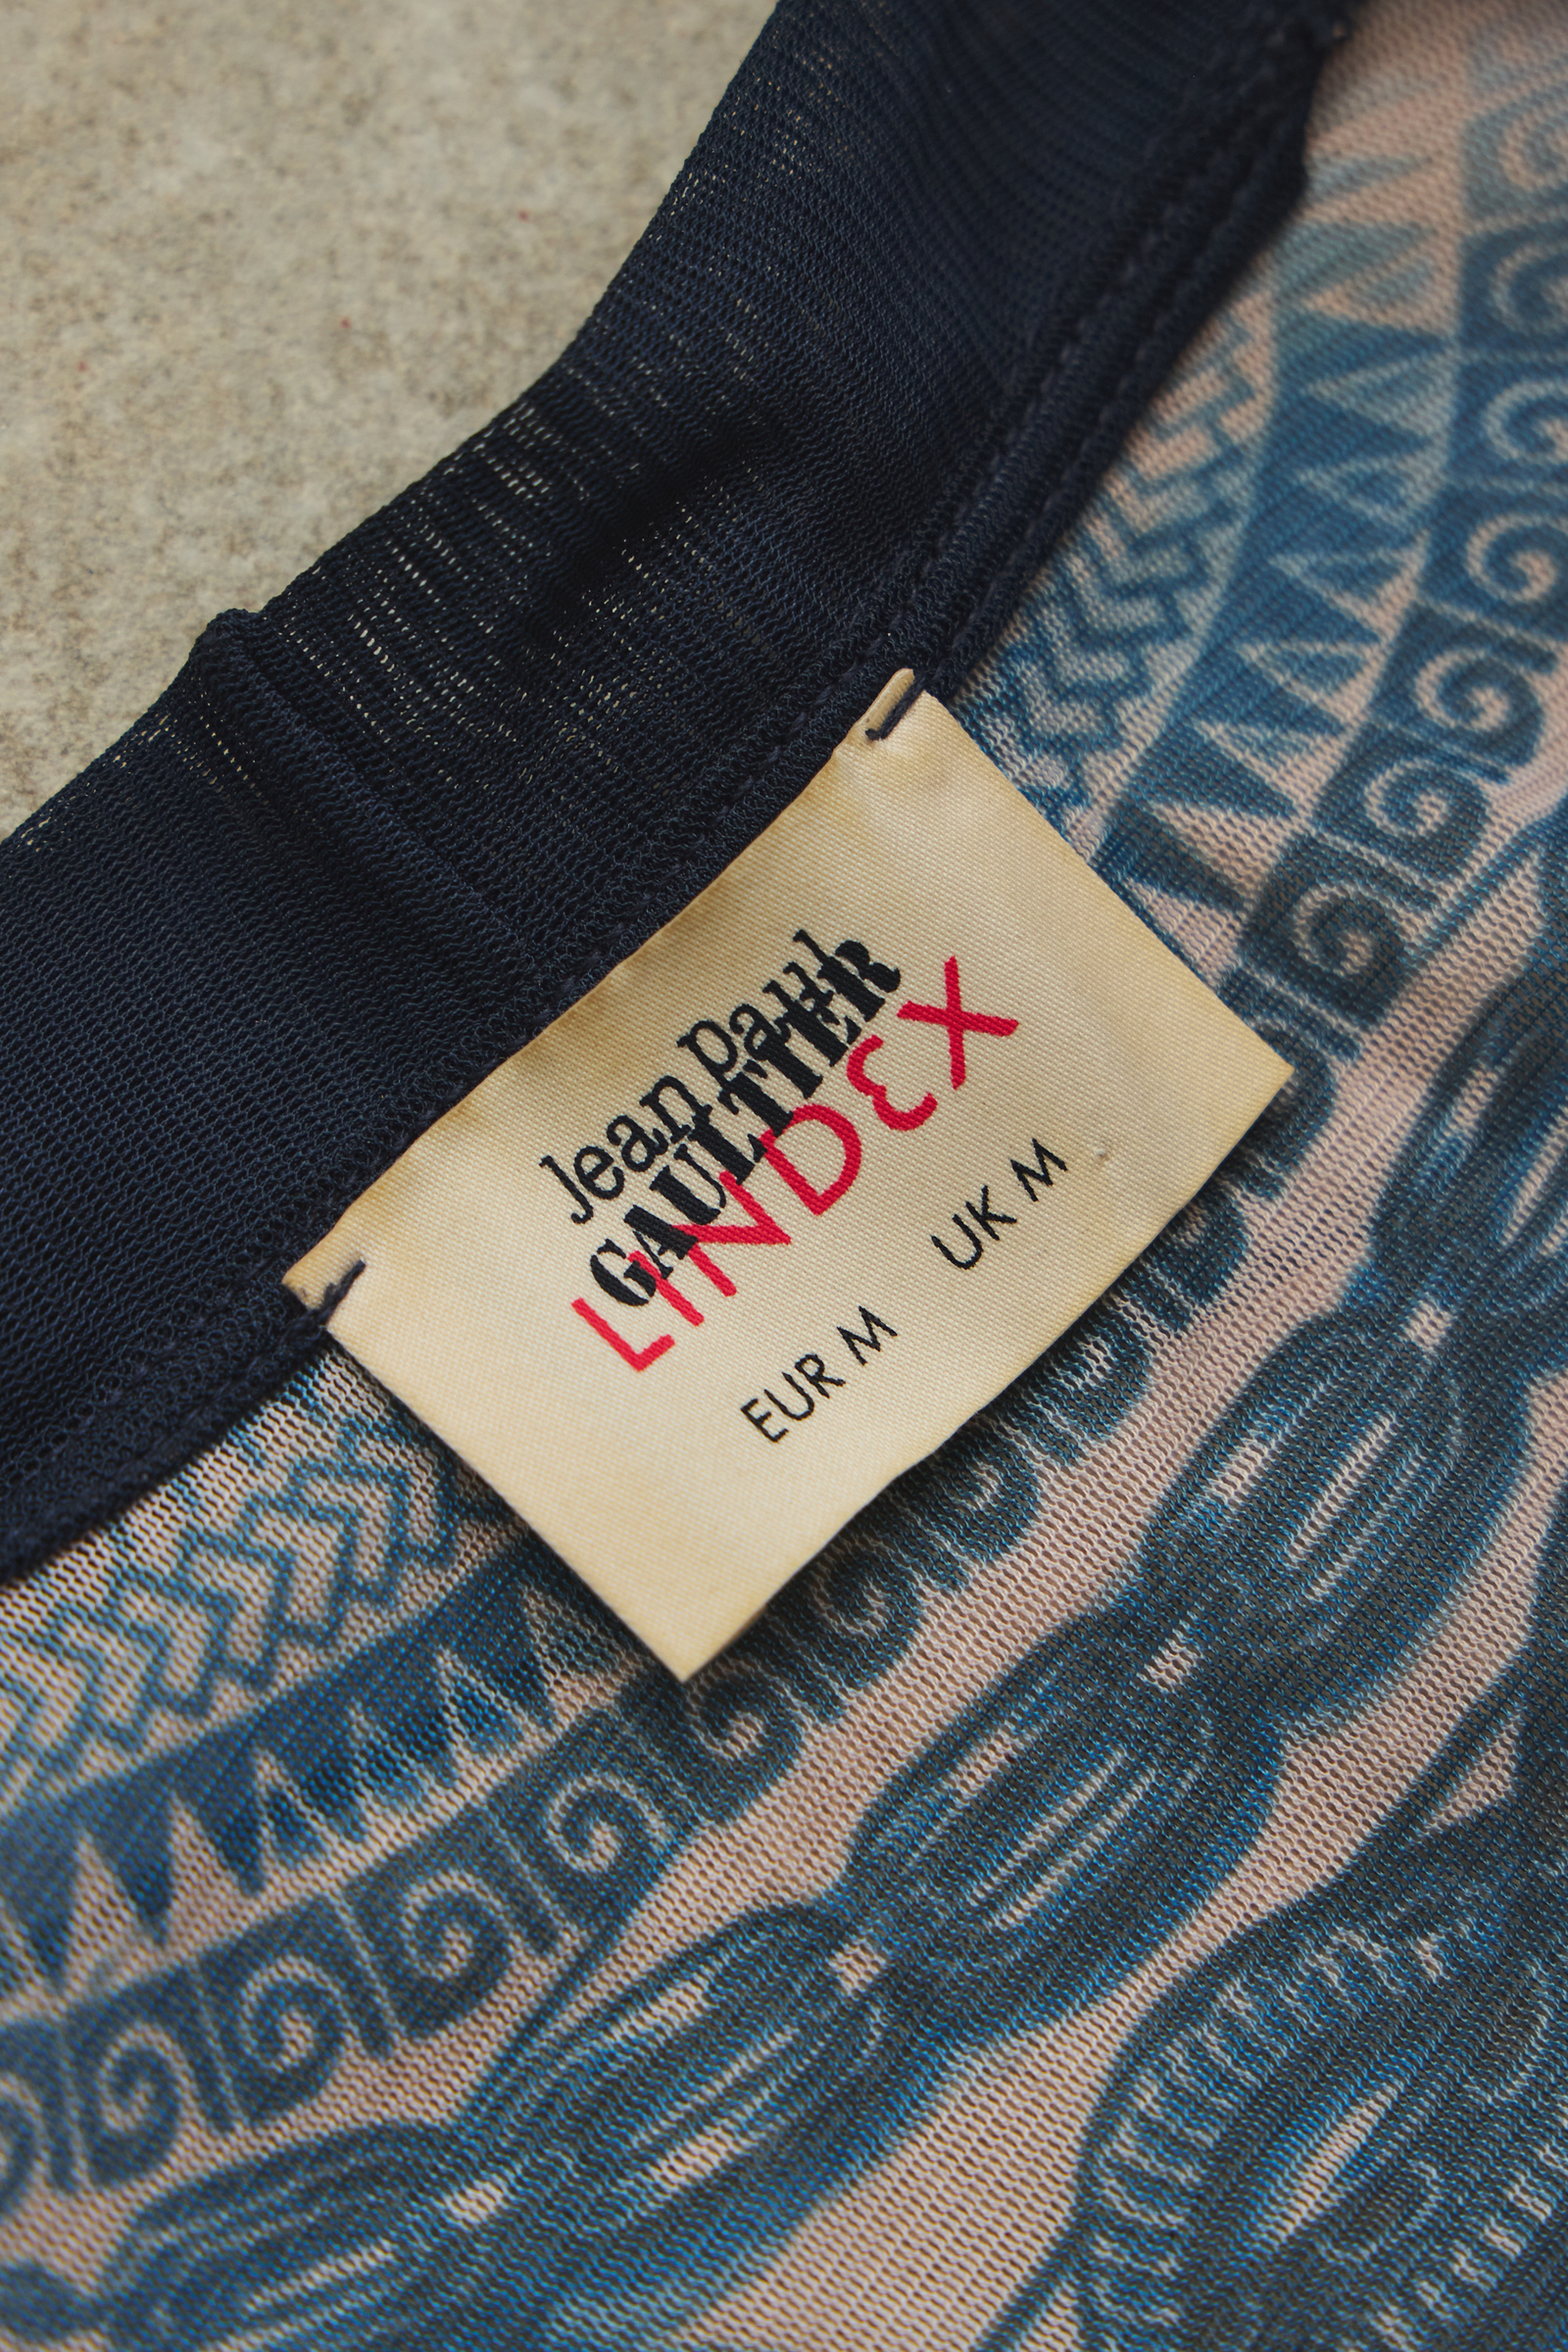 Jean paul
GAULTIER
LINDEX
EUR M UK M